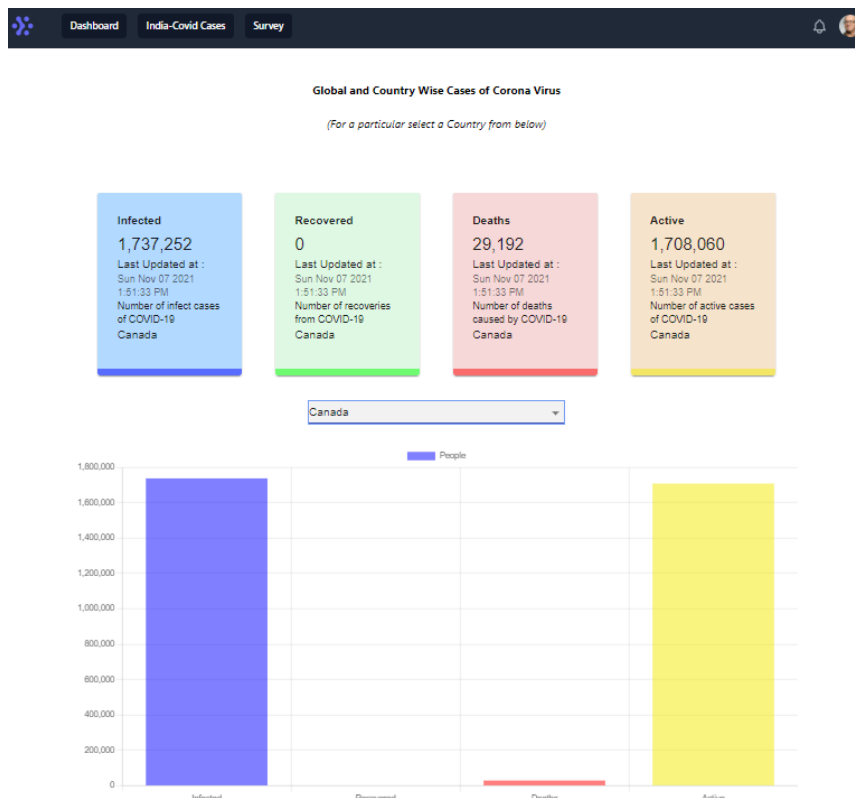 Dashboard India-Covid Cases Survey
Global and Country Wise Cases of Corona Virus
(For a particular select a Country from below)
Infected
1,737,252
Last Updated at :
Sun Nov 07 2021
1:51:33 PM
Number of infect cases
of COVID-19
Canada
Recovered
0
Last Updated at :
Sun Nov 07 2021
1:51:33 PM
Number of recoveries
from COVID-19
Canada
Deaths
29,192
Last Updated at :
Sun Nov 07 2021
1:51:33 PM
Number of deaths
caused by COVID-19
Canada
Active
1,708,060
Last Updated at :
Sun Nov 07 2021
1:51:33 PM
Number of active cases
of COVID-19
Canada
Canada
People
1,800,000
1,600,000
1,400,000
1,200,000
1,000,000
800,000
600,000
400,000
200,000
0
Infected Recovered Deaths Active